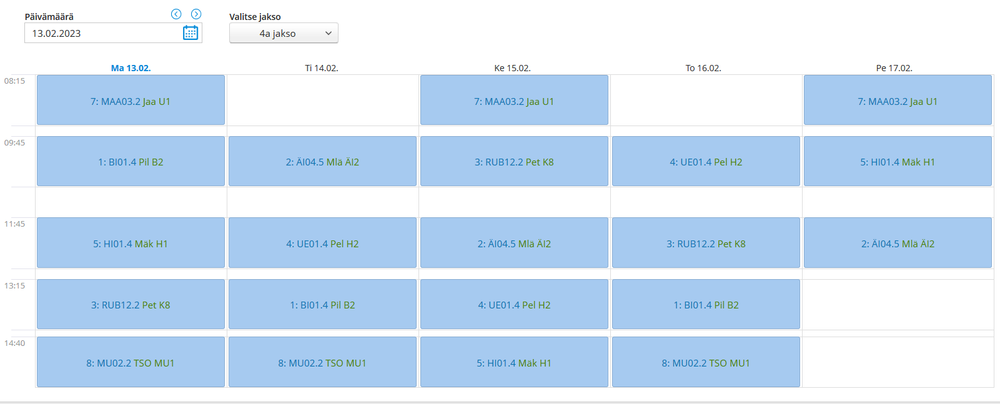 Päivämäärä
Valitse jakso
13.02.2023
4a jakso
Ma 13.02.
Ti 14.02.
Ke 15.02.
To 16.02.
Pe 17.02.
08:15
7: MAA03.2 Jaa U1
7: MAA03.2 Jaa U1
7: MAA03.2 Jaa U1
09:45
1: BI01.4 Pil B2
2: ÄI04.5 Mlä ÄI2
3: RUB12.2 Pet K8
4: UE01.4 Pel H2
5: HI01.4 Mäk H1
11:45
5: HI01.4 Mäk H1
4: UE01.4 Pel H2
2: ÄI04.5 Mlä ÄI2
3: RUB12.2 Pet K8
2: ÄI04.5 Mlä ÄI2
13:15
3: RUB12.2 Pet K8
1: BI01.4 Pil B2
4: UE01.4 Pel H2
1: BI01.4 Pil B2
14:40
8: MU02.2 TSO MU1
8: MU02.2 TSO MU1
5: HI01.4 Mäk H1
8: MU02.2 TSO MU1